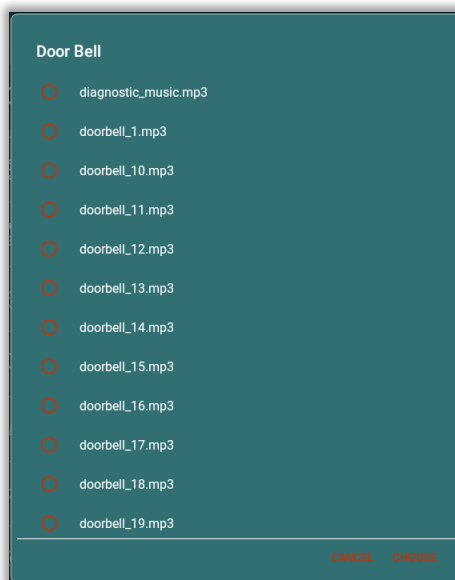 Door Bell
diagnostic_music.mp3
doorbell_1.mp3
doorbell_10.mp3
doorbell_11.mp3
doorbell_12.mp3
doorbell_13.mp3
doorbell_14.mp3
doorbell_15.mp3
doorbell_16.mp3
doorbell_17.mp3
doorbell_18.mp3
doorbell_19.mp3
CANCEL CHOOSE